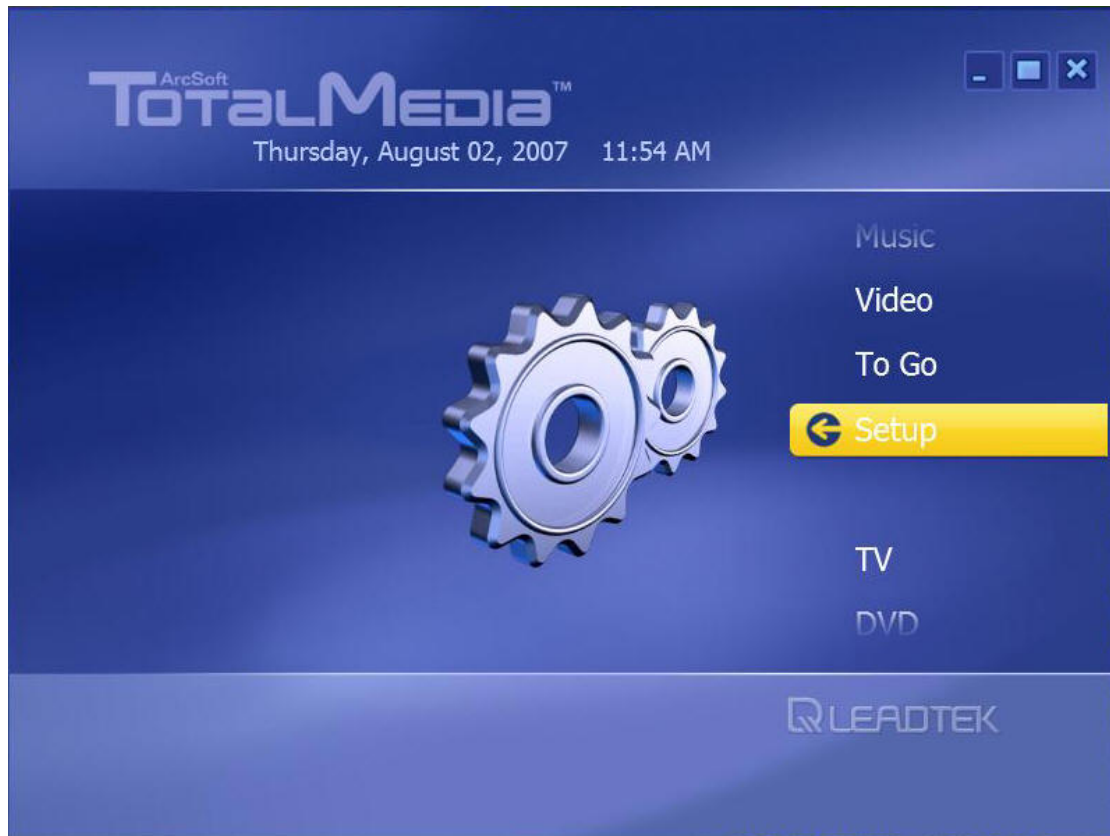 ArcSoft
TOTALMEDIA™
Thursday, August 02, 2007 11:54 AM
Music
Video
To Go
Setup
TV
DVD
LEADTEK